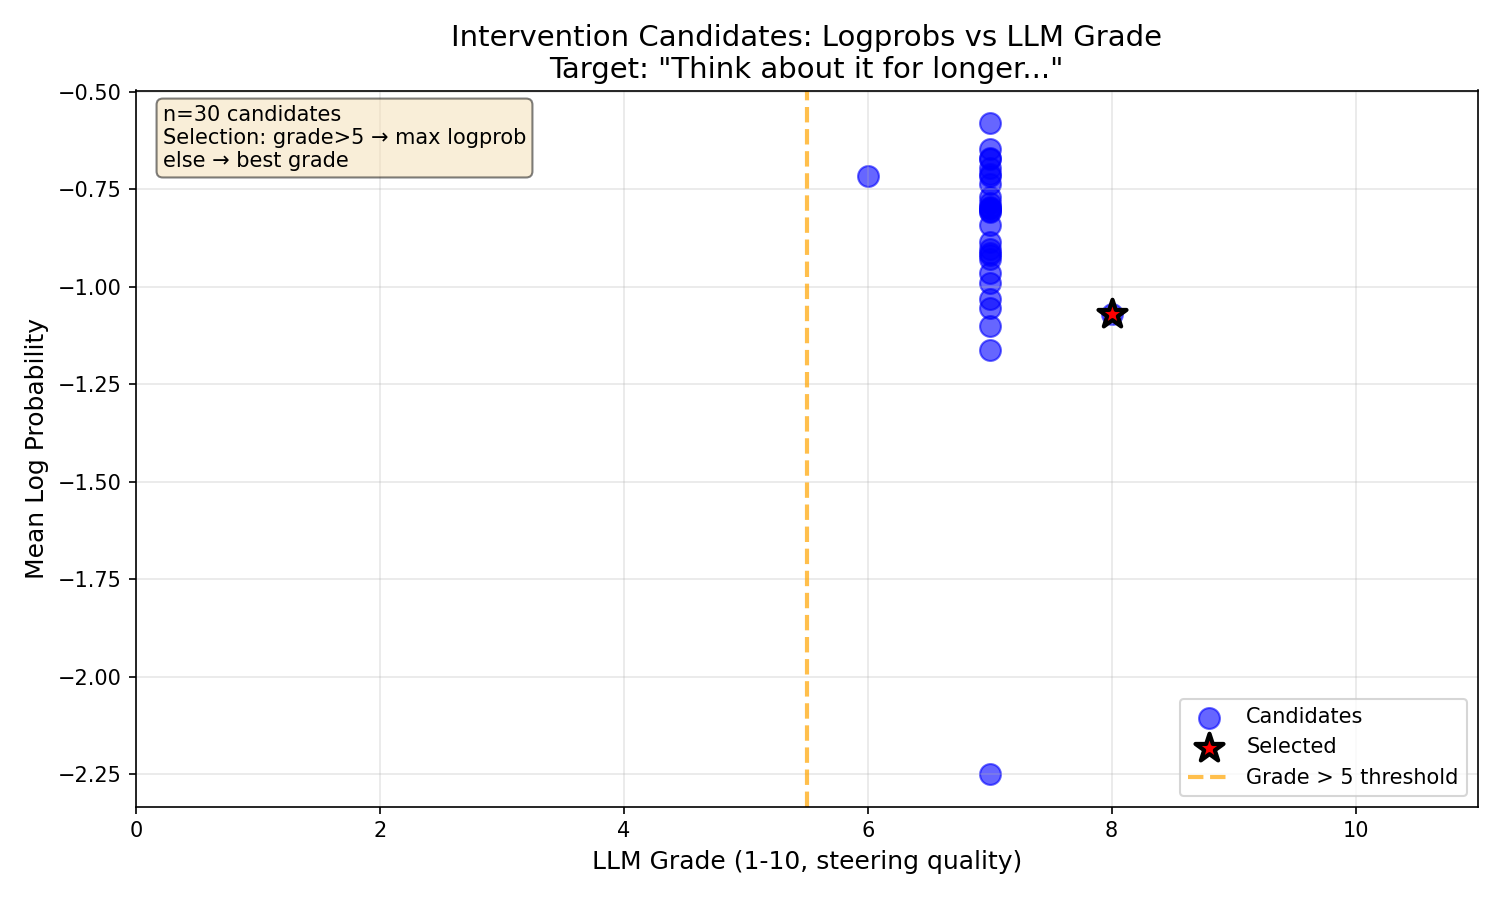 Intervention Candidates: Logprobs vs LLM Grade
Target: "Think about it for longer..."
n=30 candidates
Selection: grade>5 → max logprob
else → best grade
Mean Log Probability
−0.50
−0.75
−1.00
−1.25
−1.50
−1.75
−2.00
−2.25
Candidates
Selected
Grade > 5 threshold
0 2 4 6 8 10
LLM Grade (1-10, steering quality)